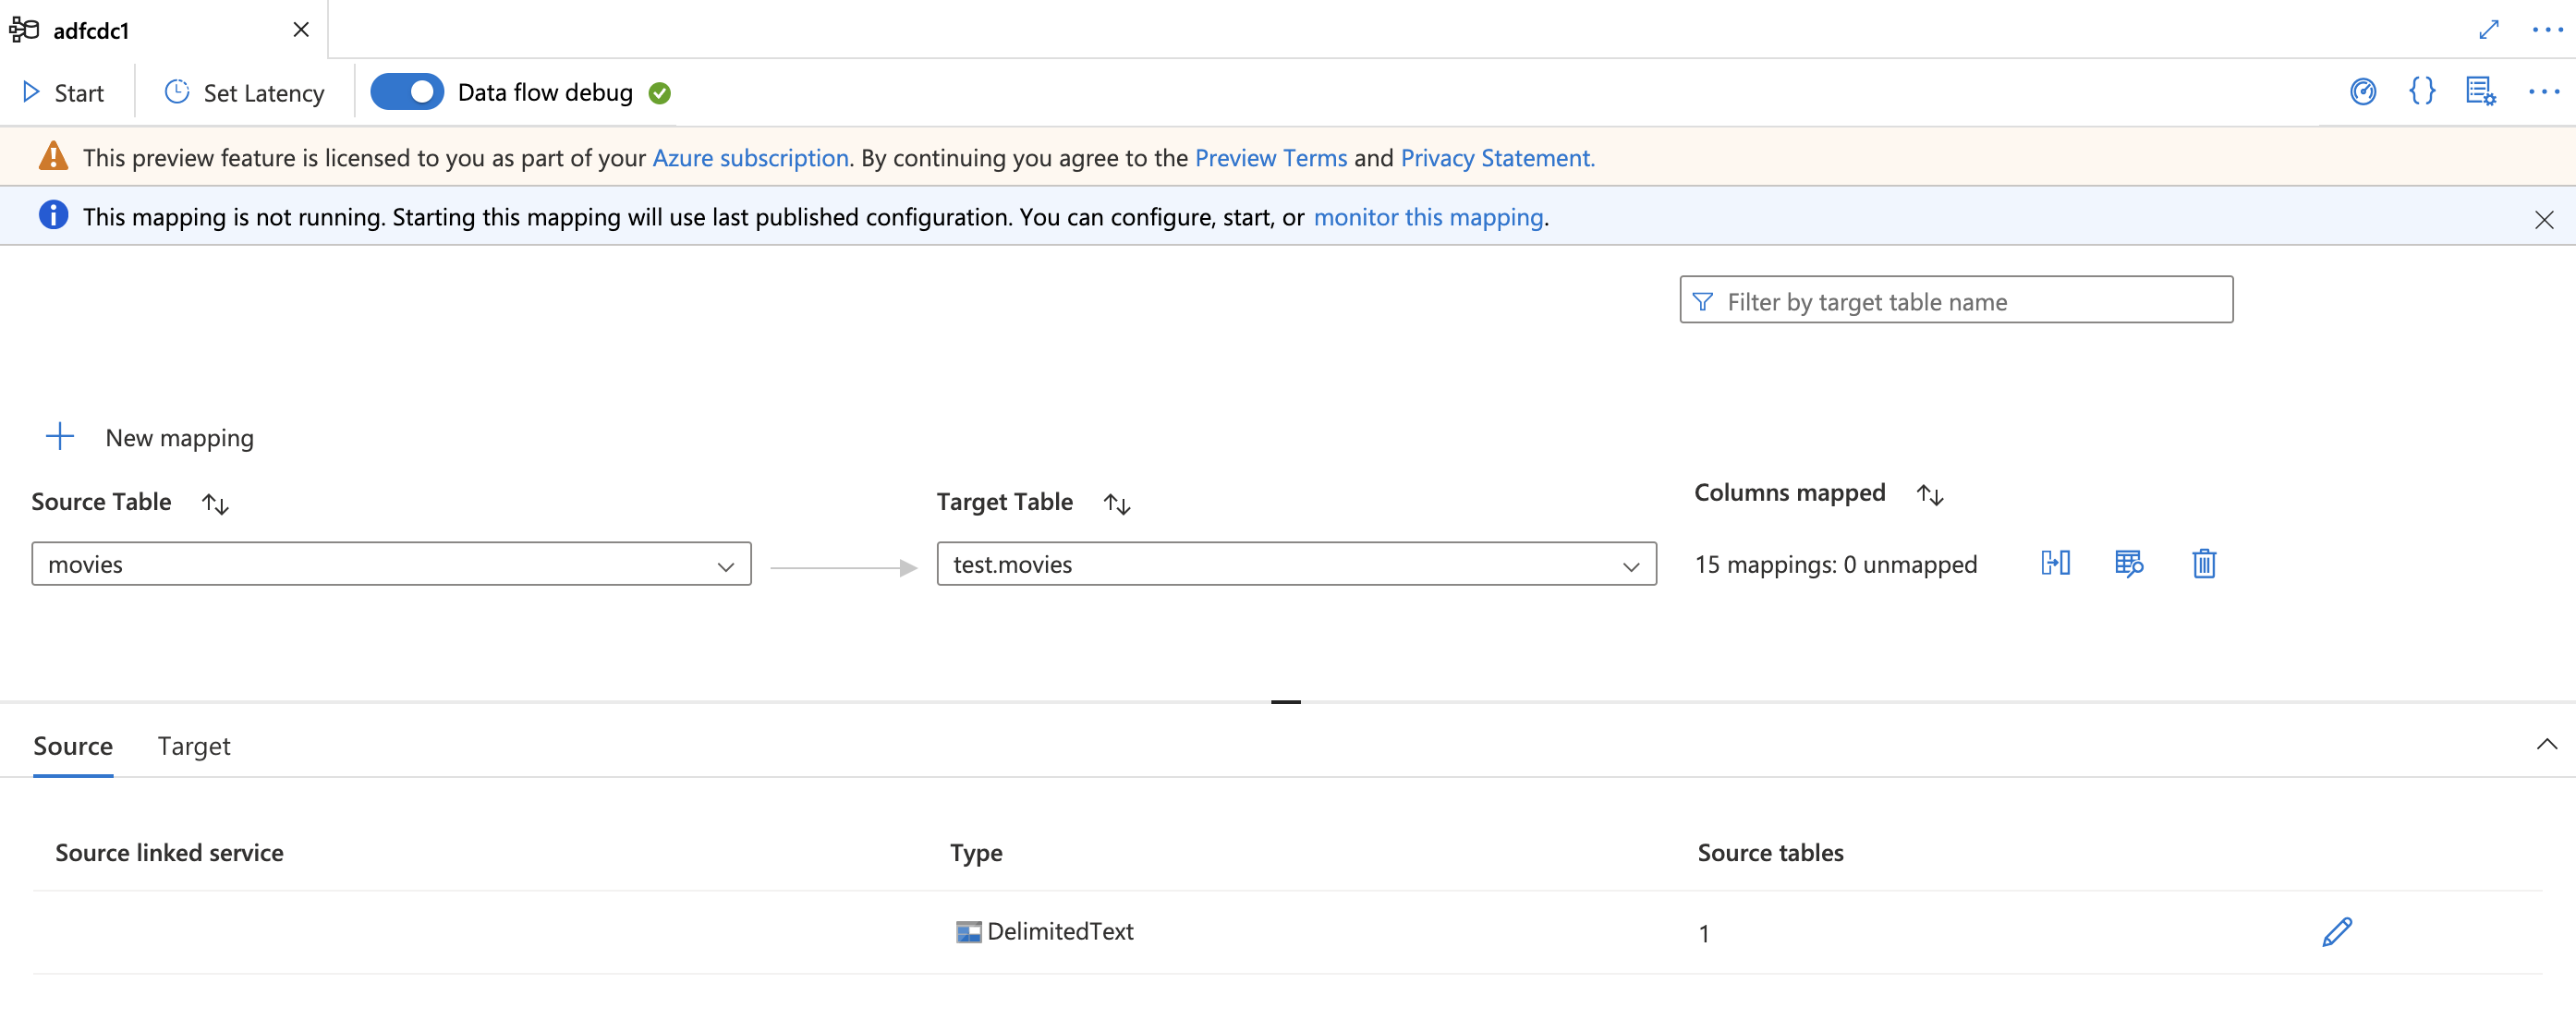 adfcdc1
Start
Set Latency
Data flow debug
This preview feature is licensed to you as part of your Azure subscription. By continuing you agree to the Preview Terms and Privacy Statement.
This mapping is not running. Starting this mapping will use last published configuration. You can configure, start, or monitor this mapping.
Filter by target table name
New mapping
Source Table
Target Table
Columns mapped
movies
test.movies
15 mappings: 0 unmapped
Source
Target
Source linked service
Type
Source tables
DelimitedText
1